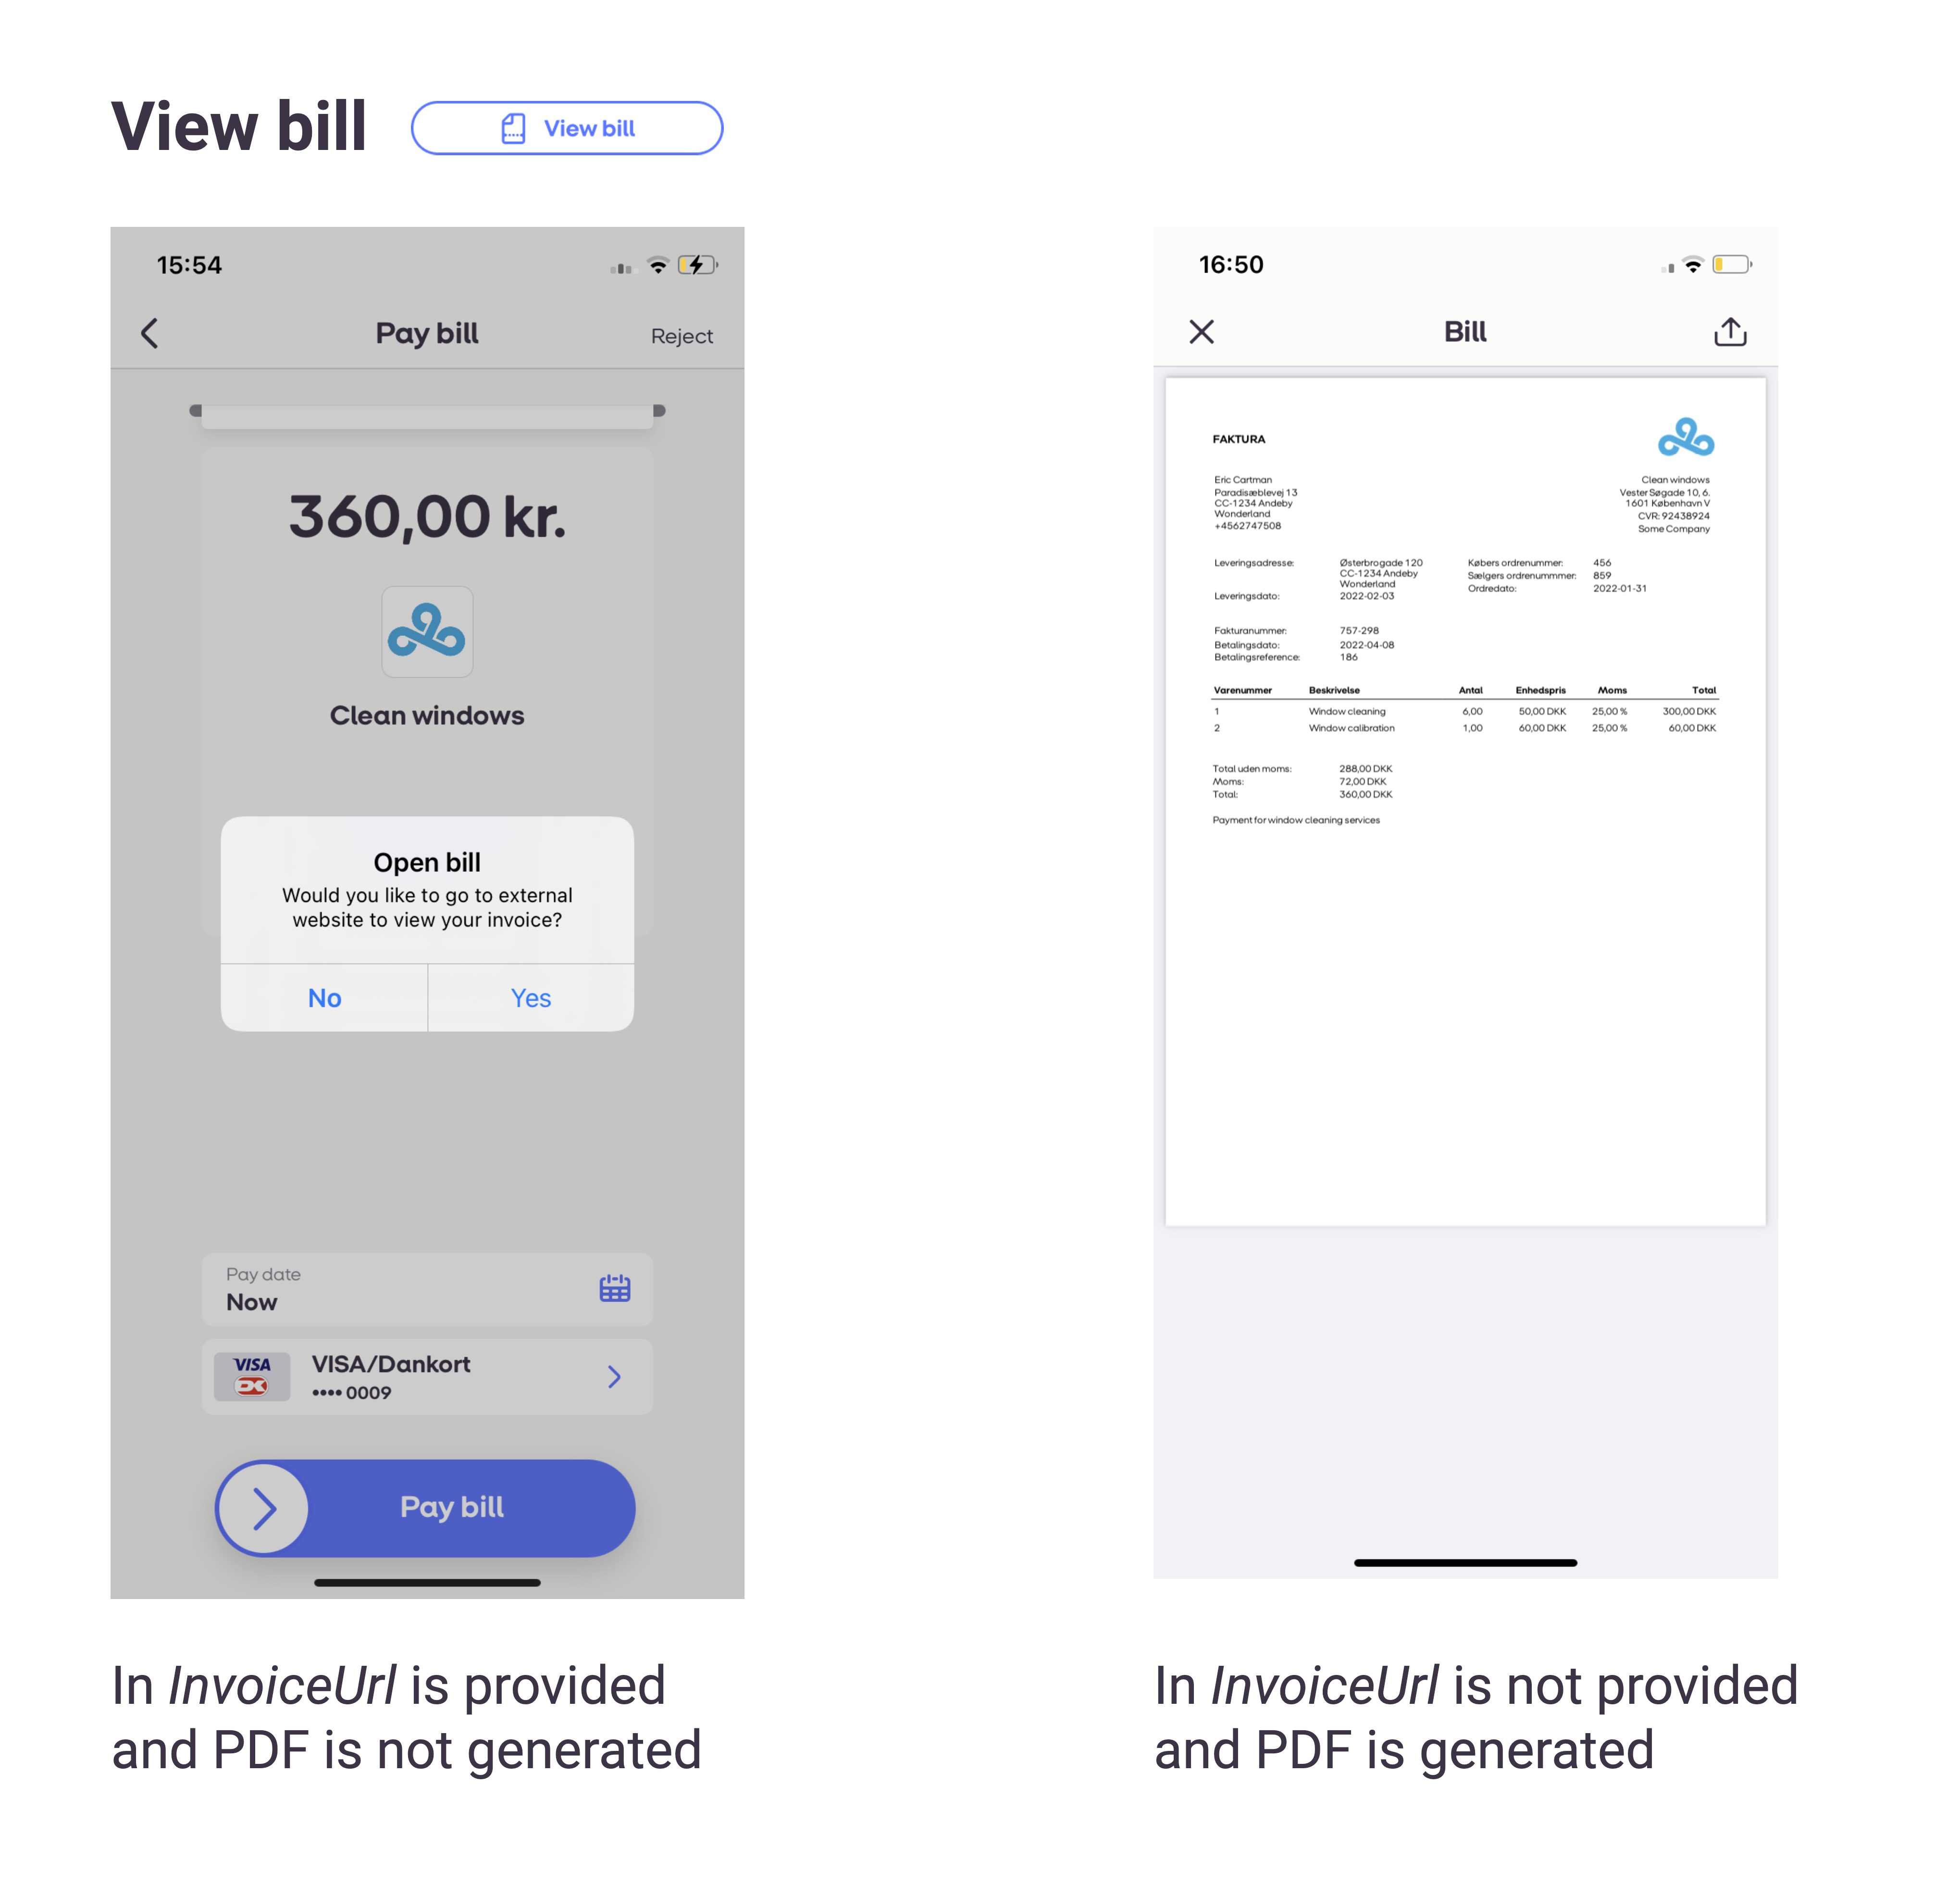 View bill
View bill
15:54
Pay bill
Reject
360,00 kr.
Clean windows
Open bill
Would you like to go to external
website to view your invoice?
No
Yes
Pay date
Now
VISA
DK
VISA/Dankort
•••• 0009
Pay bill
In InvoiceUrl is provided
and PDF is not generated
16:50
Bill
FAKTURA
Eric Cartman
Paradisæblevej 13
CC-1234 Andeby
Wonderland
+4562747508
Clean windows
Vester Søgade 10, 6.
1601 København V
CVR: 92438924
Some Company
Leveringsadresse: Østerbrogade 120
CC-1234 Andeby
Wonderland
Leveringsdato: 2022-02-03
Købers ordrenummer: 456
Sælgers ordrenummmer: 859
Ordredato: 2022-01-31
Fakturanummer: 757-298
Betalingsdato: 2022-04-08
Betalingsreference: 186
Varenummer Beskrivelse Antal Enhedspris Moms Total
1 Window cleaning 6,00 50,00 DKK 25,00 % 300,00 DKK
2 Window calibration 1,00 60,00 DKK 25,00 % 60,00 DKK
Total uden moms: 288,00 DKK
Moms: 72,00 DKK
Total: 360,00 DKK
Payment for window cleaning services
In InvoiceUrl is not provided
and PDF is generated